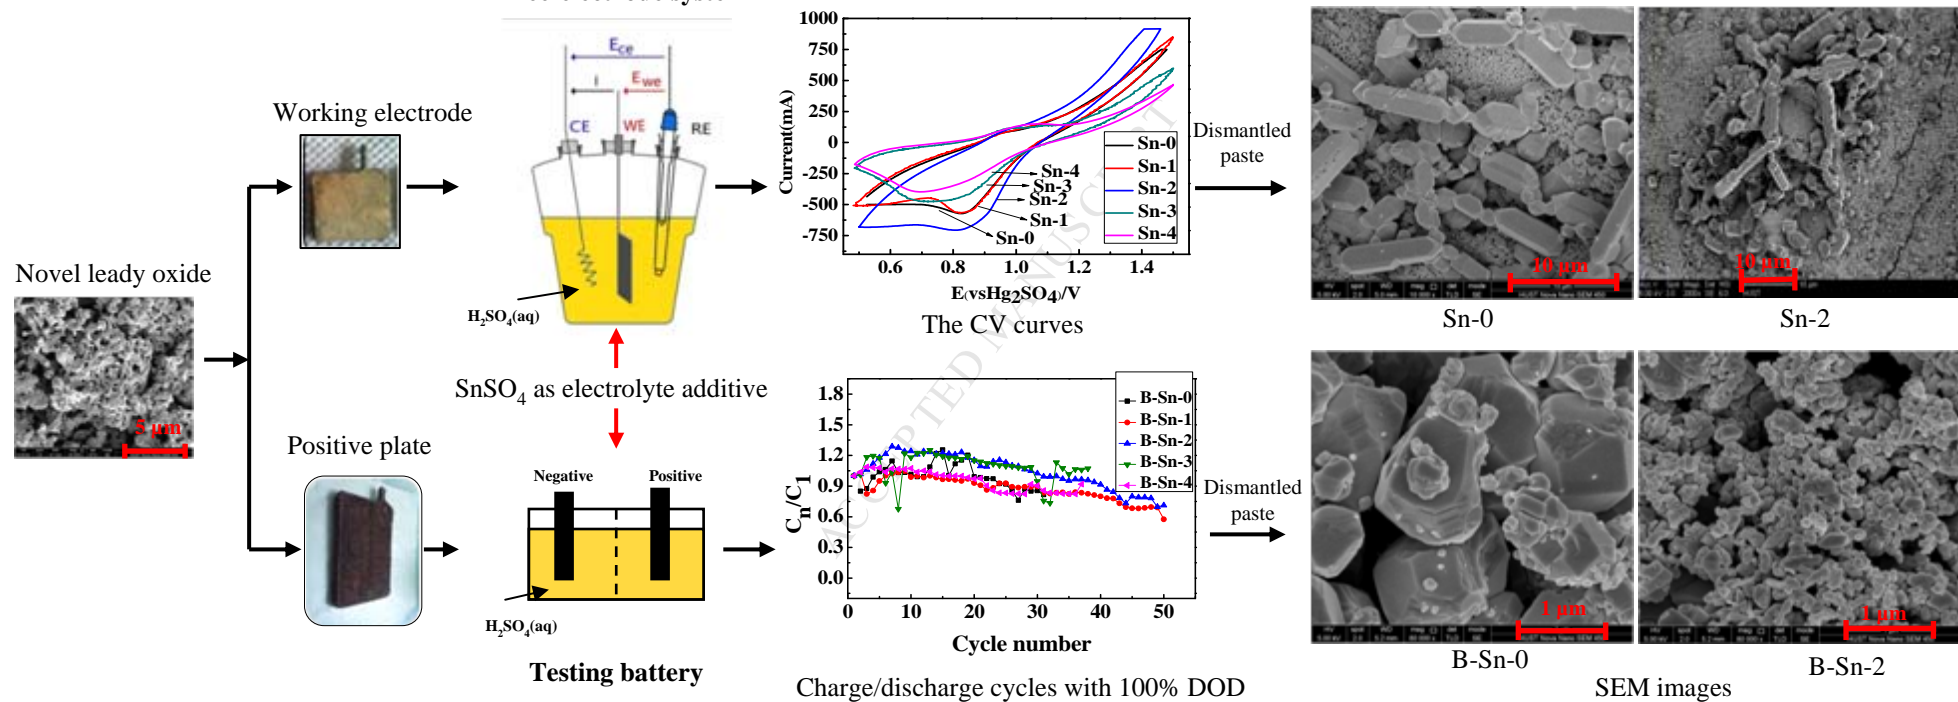 Working electrode
Novel leady oxide
3 μm
Positive plate
E ce
I
E we
CE
WE
RE
H2SO4(aq)
SnSO4 as electrolyte additive
Negative
Positive
H2SO4(aq)
Testing battery
1000
750
500
250
0
-250
-500
-750
Current(mA)
0.6
0.8
1.0
1.2
1.4
E(vsHg2SO4)/V
Sn-4
Sn-3
Sn-2
Sn-1
Sn-0
Sn-0
Sn-1
Sn-2
Sn-3
Sn-4
The CV curves
ACCEPTED MANUSCRIPT
1.8
1.5
1.2
0.9
0.6
0.3
0.0
Cn/C1
0
10
20
30
40
50
Cycle number
B-Sn-0
B-Sn-1
B-Sn-2
B-Sn-3
B-Sn-4
Charge/discharge cycles with 100% DOD
Dismantled
paste
Dismantled
paste
10 μm
Sn-0
10 μm
Sn-2
1 μm
B-Sn-0
1 μm
B-Sn-2
SEM images